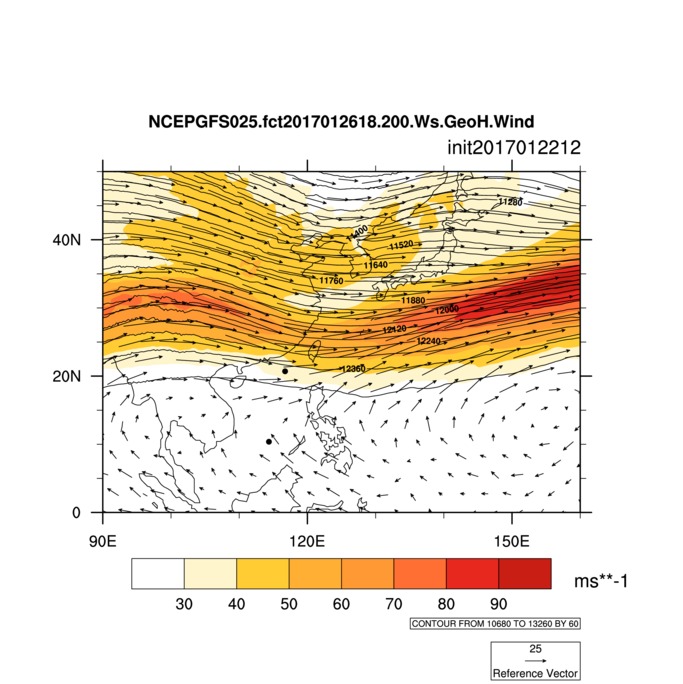 NCEPGFS025.fct2017012618.200.Ws.GeoH.Wind
init2017012212
11280
11400
11520
40N
11640
11760
11880
12000
12120
12240
12360
20N
0
90E 120E 150E
30 40 50 60 70 80 90
ms**-1
CONTOUR FROM 10680 TO 13260 BY 60
25
Reference Vector